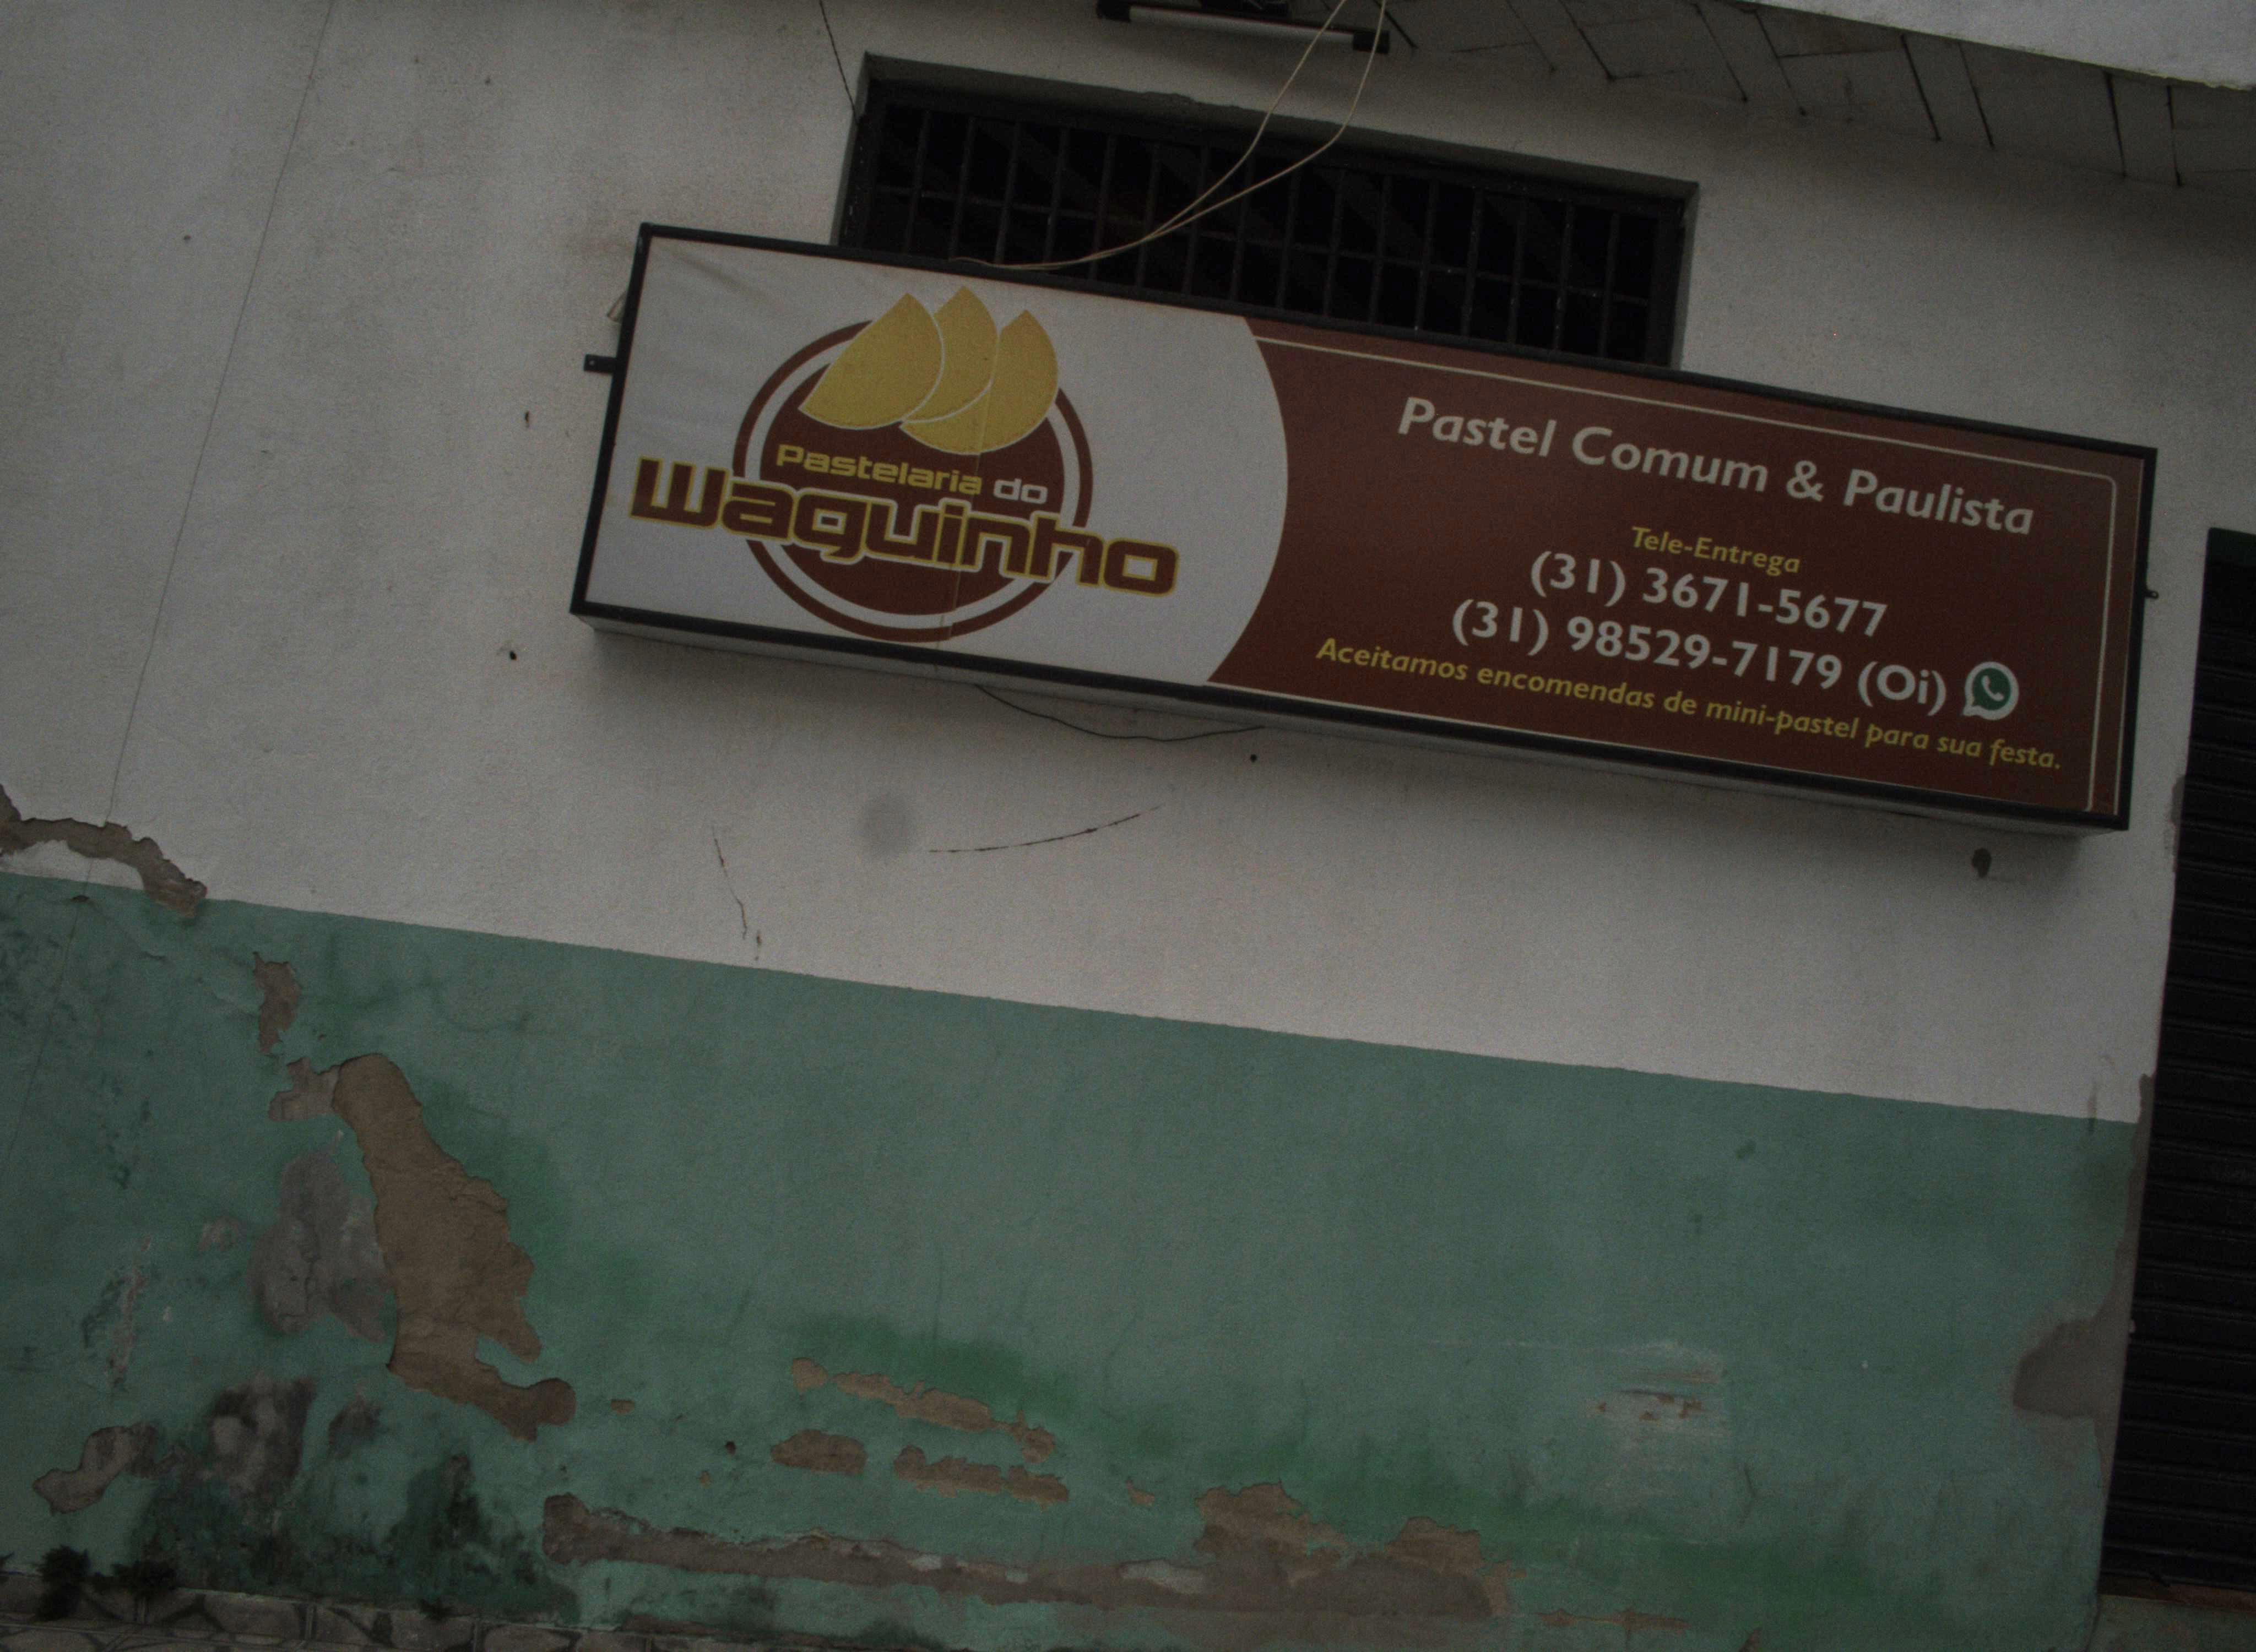 Pastelaria do
Waguinho
Pastel Comum & Paulista
Tele-Entrega
(31) 3671-5677
(31) 98529-7179 (Oi)
Aceitamos encomendas de mini-pastel para sua festa.